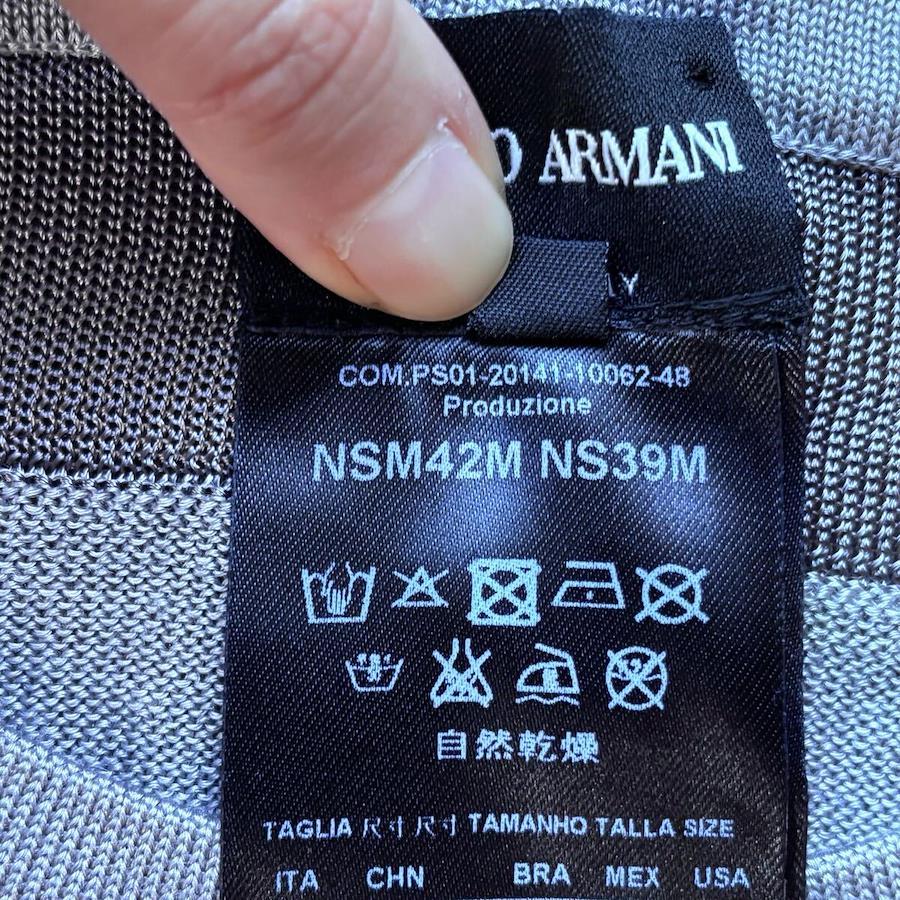 ARMANI
COM.PS01-20141-10062-48
Produzione
NSM42M NS39M
自然乾燥
TAGLIA 尺寸 尺寸 TAMANHO TALLA SIZE
ITA CHN BRA MEX USA